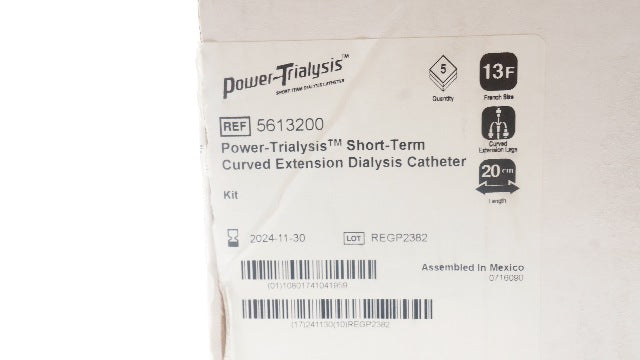 Power-Trialysis™
SHORT-TERM DIALYSIS CATHETER
5
Quantity
13F
French Size
REF 5613200
Power-Trialysis™ Short-Term
Curved Extension Dialysis Catheter
Curved
Extension Legs
Kit
20 cm
Length
2024-11-30
LOT REGP2382
Assembled In Mexico
0716090
(01)10801741041959
(17)241130(10)REGP2382